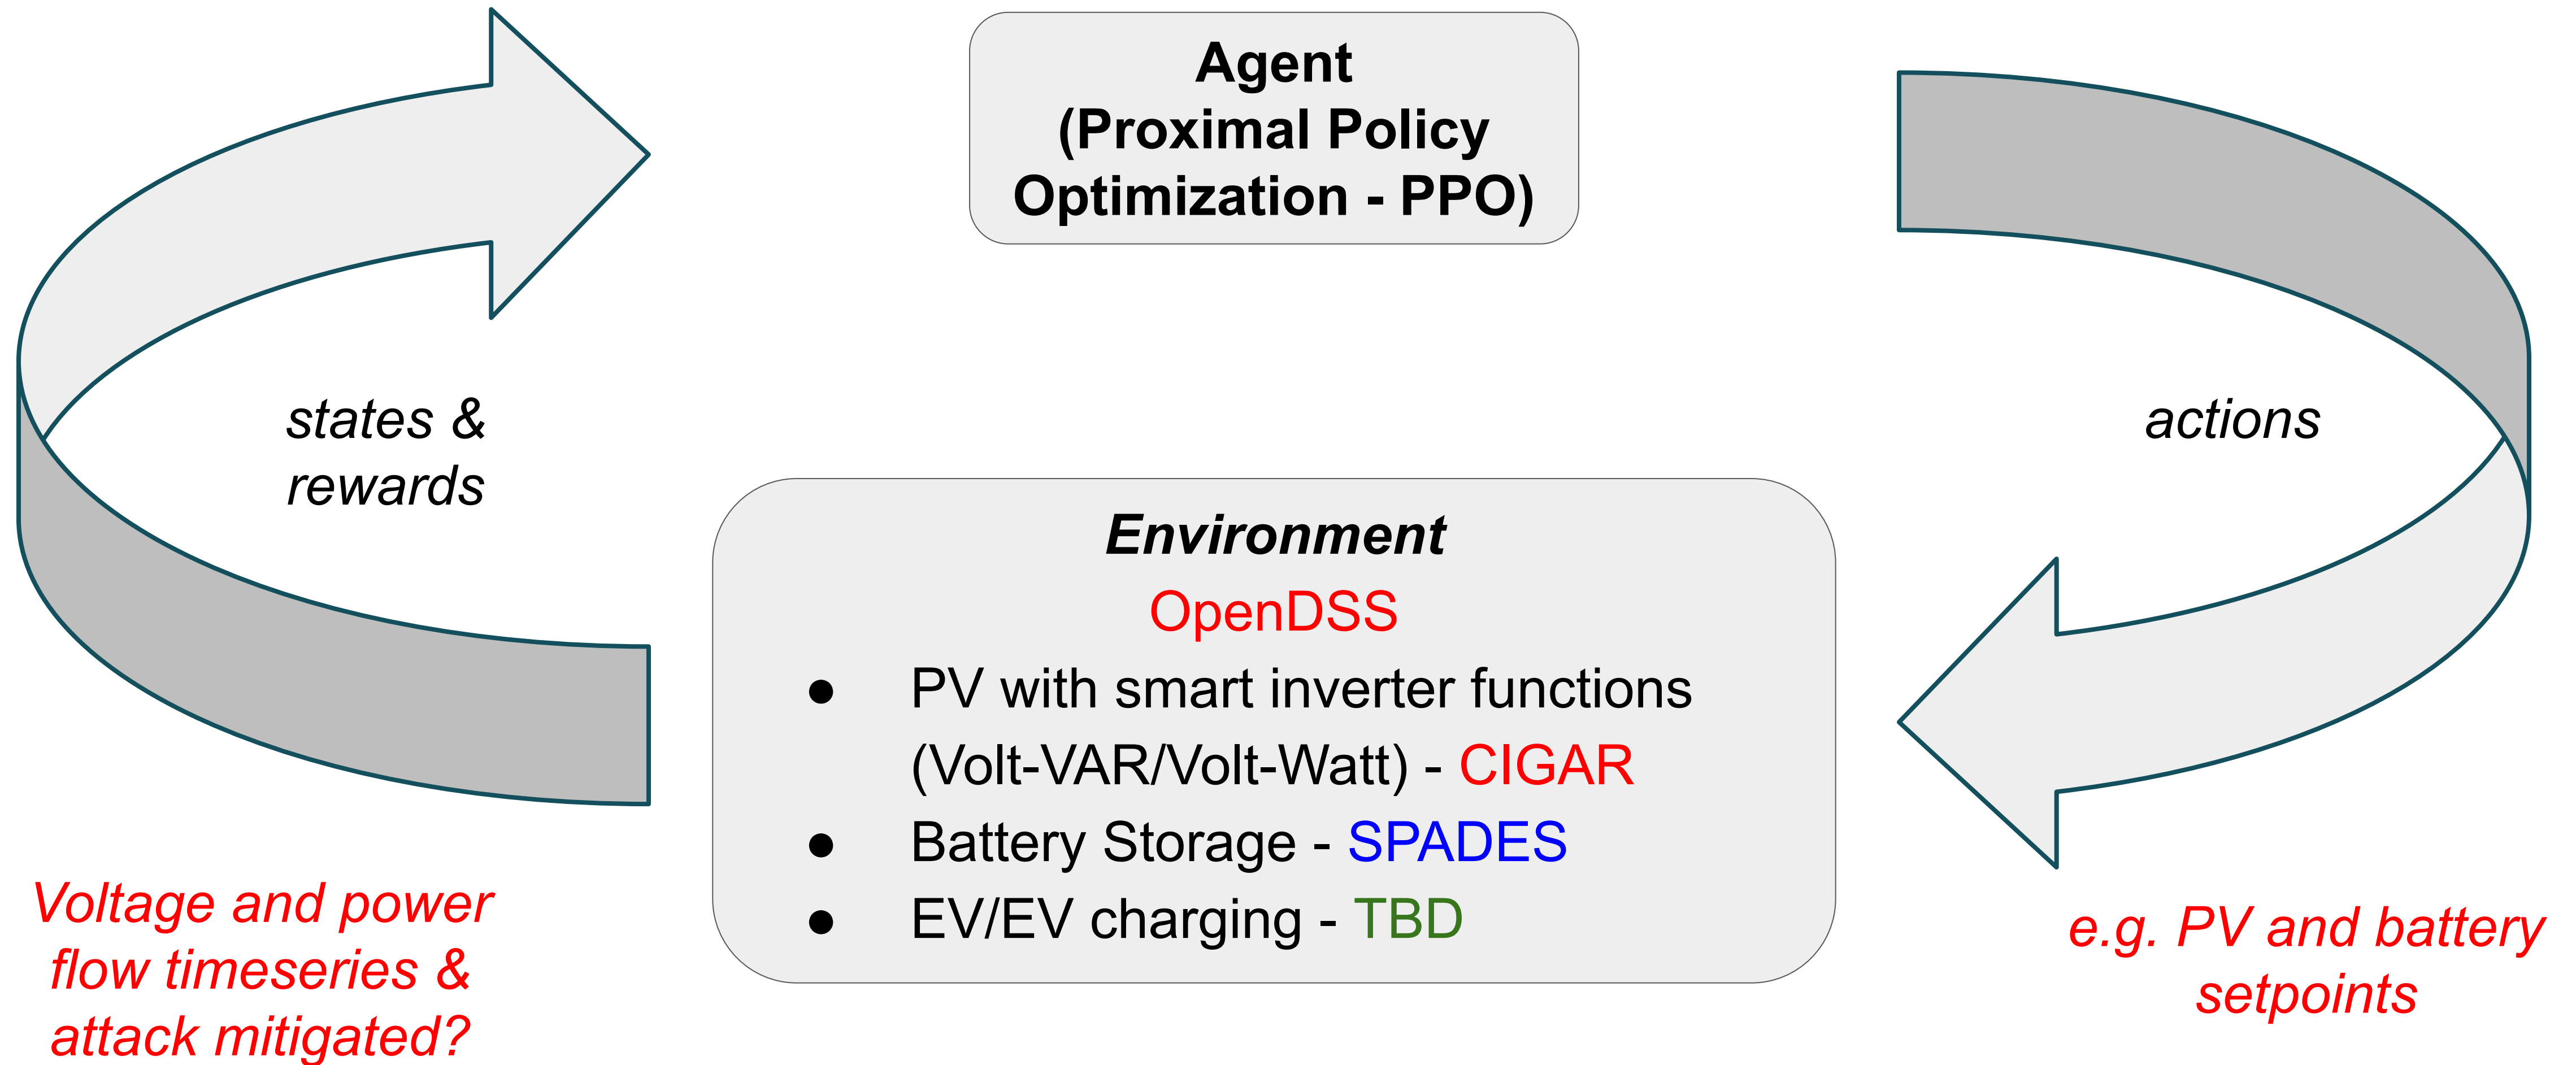 Agent
(Proximal Policy
Optimization - PPO)
states &
rewards
actions
Environment
OpenDSS
● PV with smart inverter functions
(Volt-VAR/Volt-Watt) - CIGAR
● Battery Storage - SPADES
● EV/EV charging - TBD
Voltage and power
flow timeseries &
attack mitigated?
e.g. PV and battery
setpoints